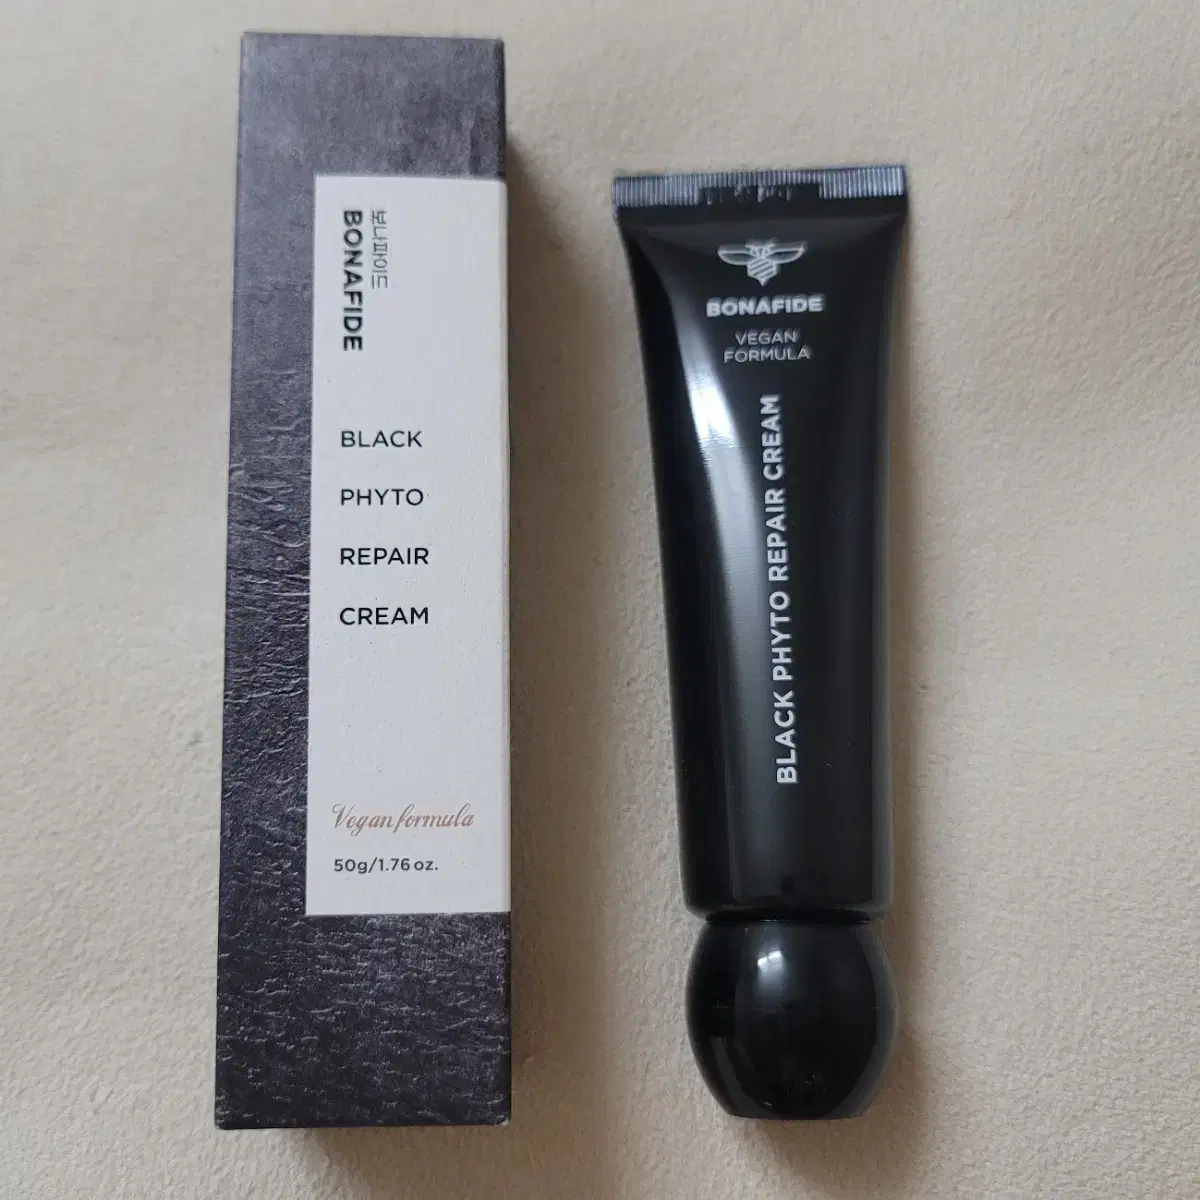 보나파이드
BONAFIDE
BLACK
PHYTO
REPAIR
CREAM
Vegan formula
50g/1.76 oz.
BONAFIDE
VEGAN
FORMULA
BLACK PHYTO REPAIR CREAM